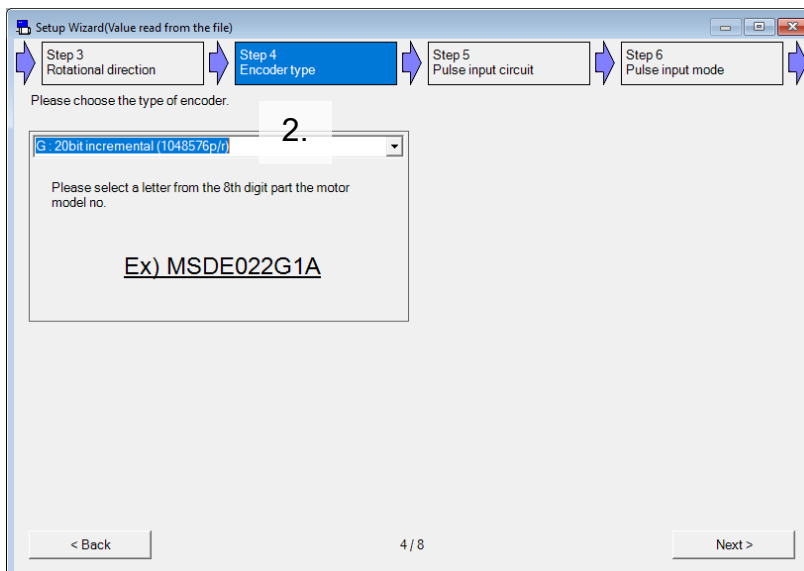 Setup Wizard(Value read from the file)
Step 3
Rotational direction
Step 4
Encoder type
Step 5
Pulse input circuit
Step 6
Pulse input mode
Please choose the type of encoder.
2.
G : 20bit incremental (1048576p/r)
Please select a letter from the 8th digit part the motor
model no.
Ex) MSDE022G1A
< Back
4 / 8
Next >